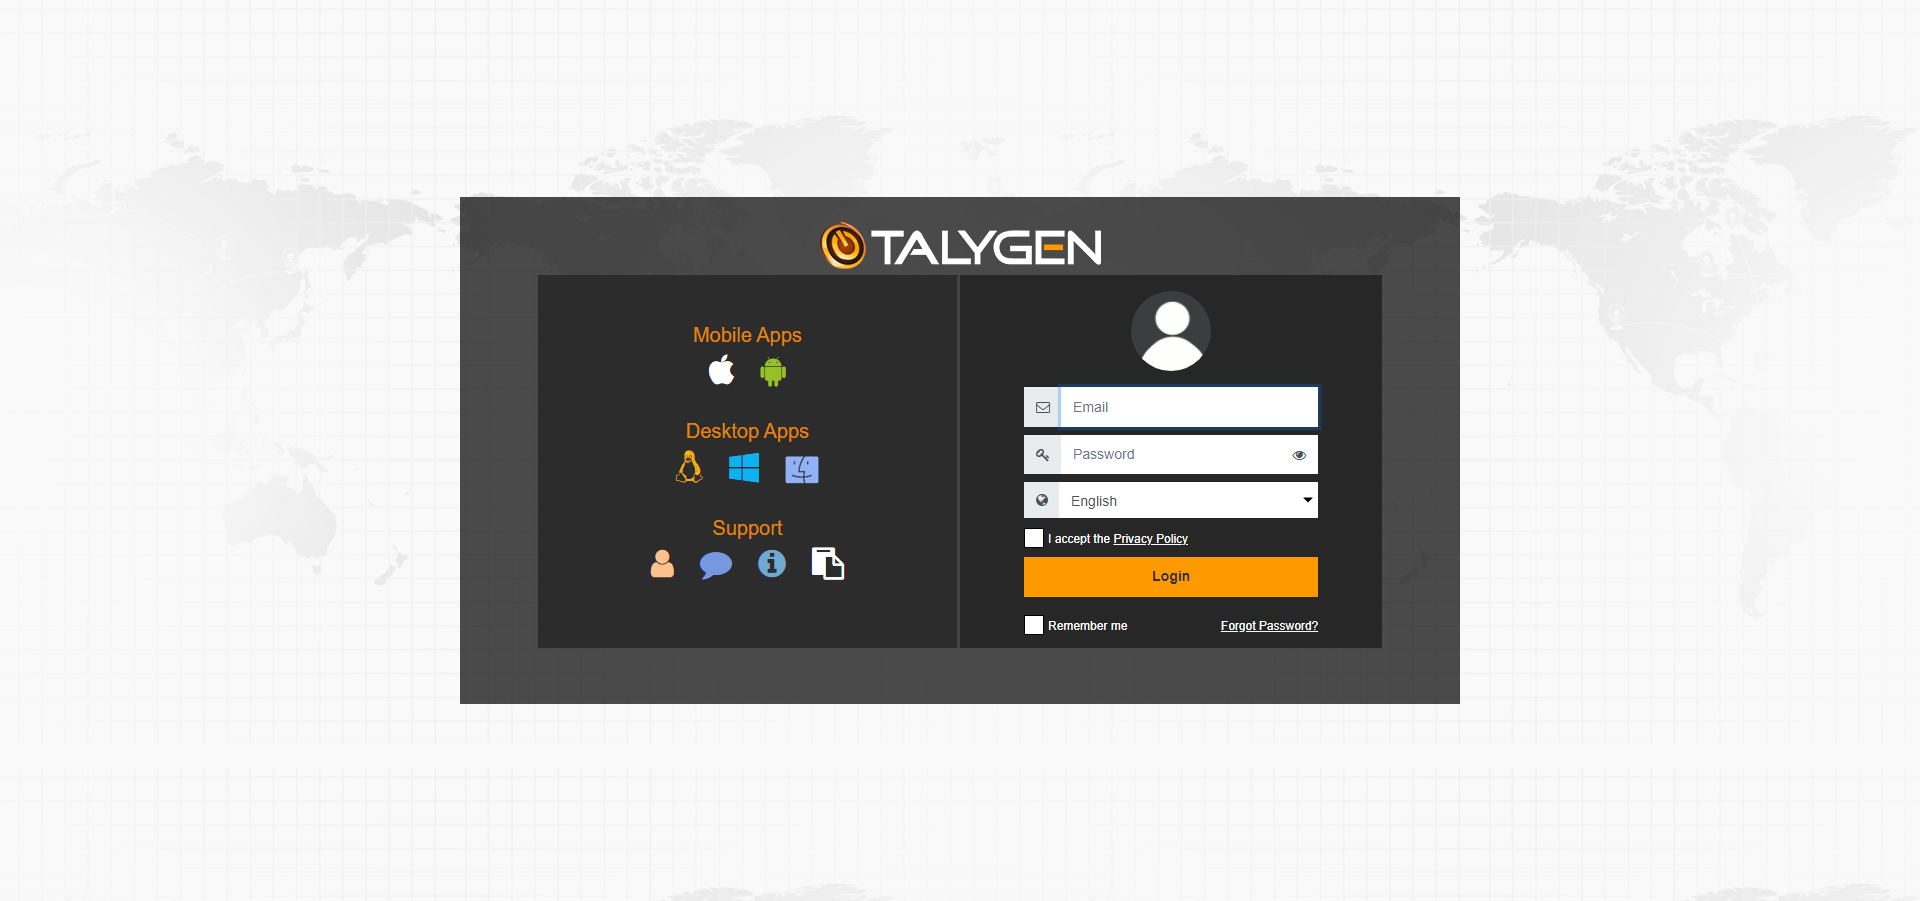 TALYGEN
Mobile Apps
Desktop Apps
Support
Email
Password
English
I accept the Privacy Policy
Login
Remember me
Forgot Password?